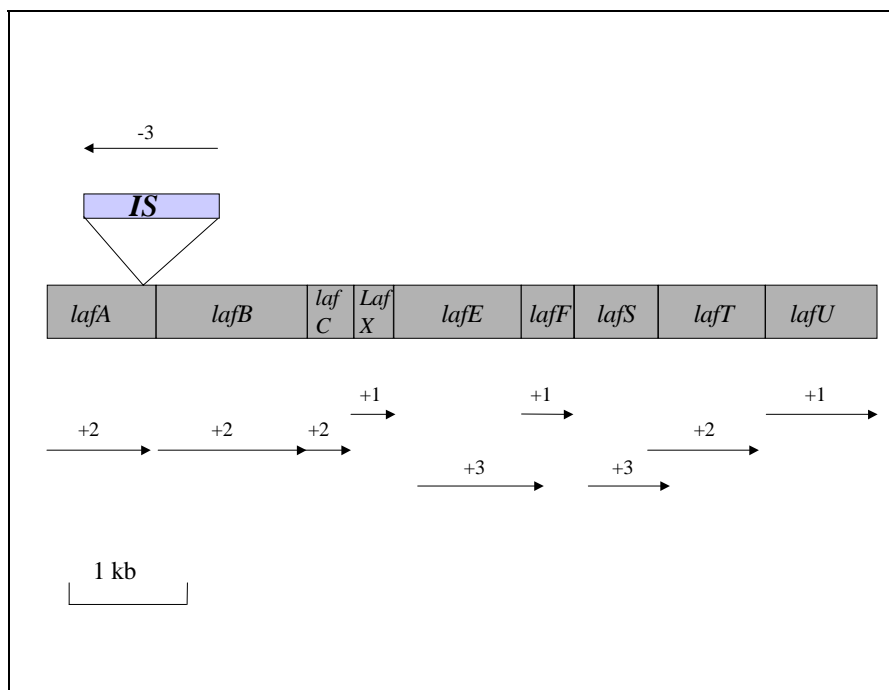 -3
IS
lafA lafB laf C Laf X lafE lafF lafS lafT lafU
+1 +1 +1
+2 +2 +2 +2
+3 +3
1 kb